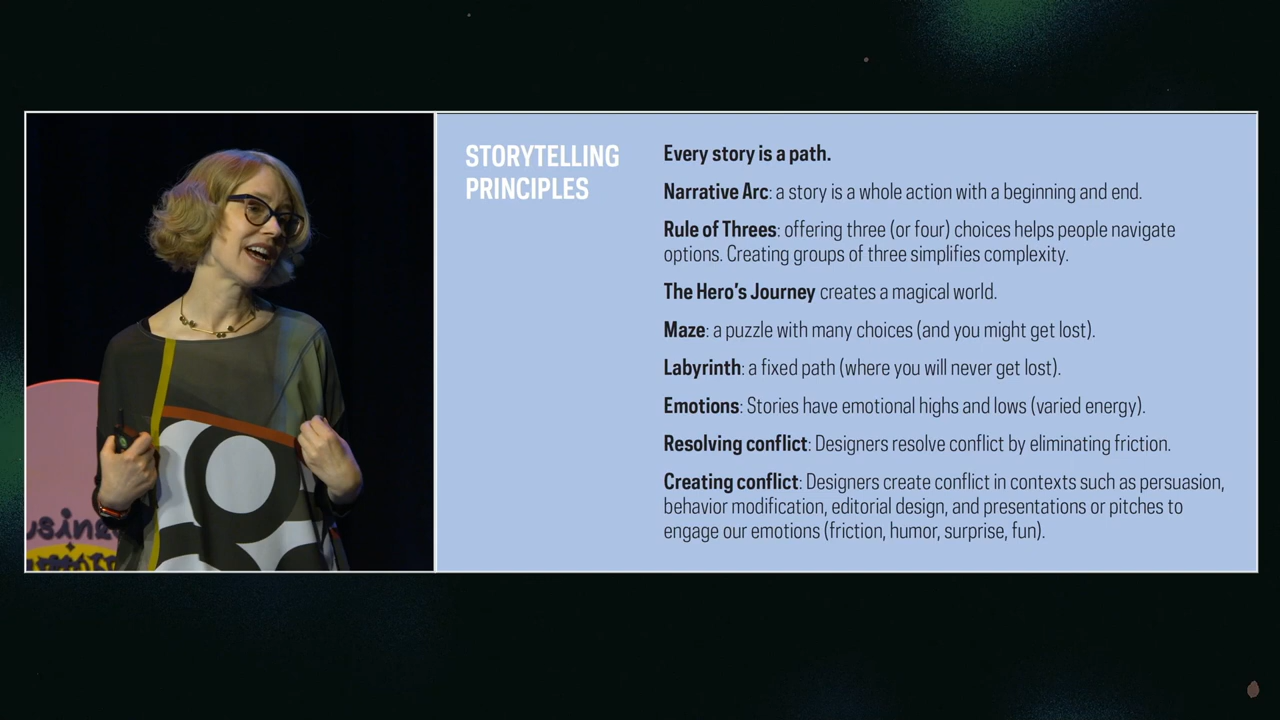 STORYTELLING
PRINCIPLES
Every story is a path.
Narrative Arc: a story is a whole action with a beginning and end.
Rule of Threes: offering three (or four) choices helps people navigate
options. Creating groups of three simplifies complexity.
The Hero’s Journey creates a magical world.
Maze: a puzzle with many choices (and you might get lost).
Labyrinth: a fixed path (where you will never get lost).
Emotions: Stories have emotional highs and lows (varied energy).
Resolving conflict: Designers resolve conflict by eliminating friction.
Creating conflict: Designers create conflict in contexts such as persuasion,
behavior modification, editorial design, and presentations or pitches to
engage our emotions (friction, humor, surprise, fun).